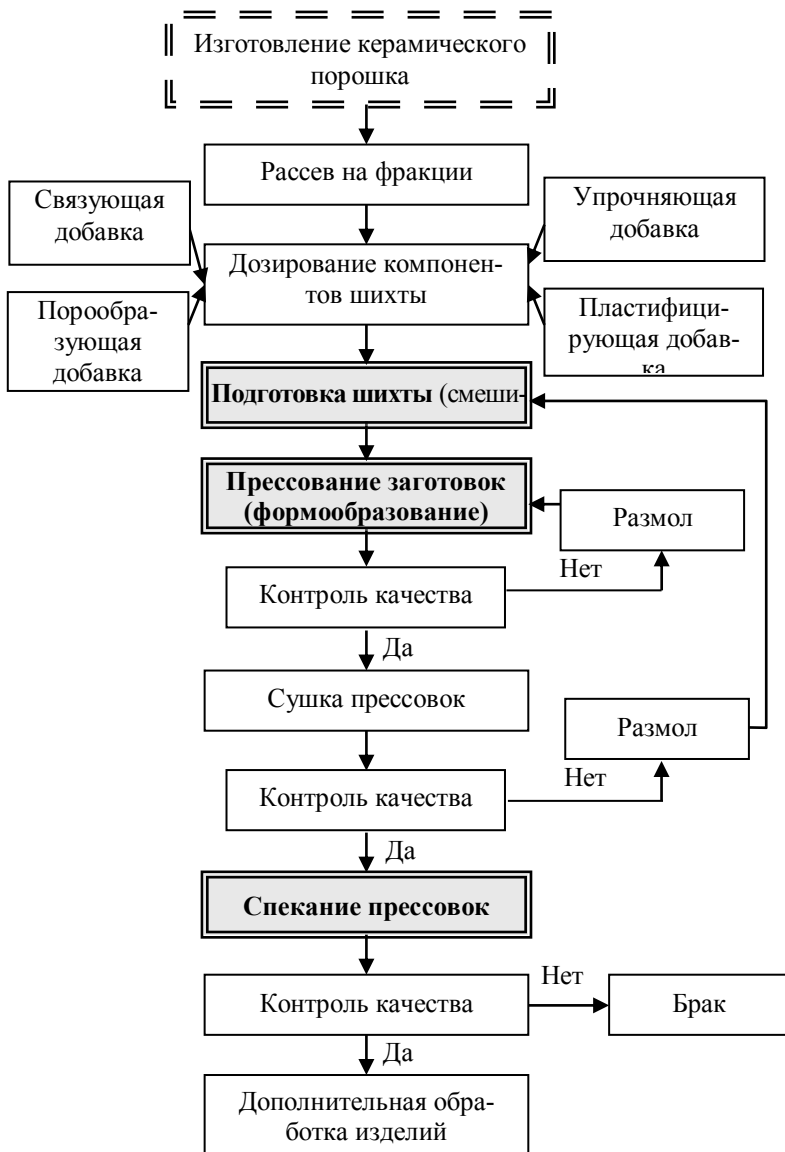 Изготовление керамического
порошка
Рассев на фракции
Связующая
добавка
Упрочняющая
добавка
Дозирование компонен-
тов шихты
Порообра-
зующая
добавка
Пластифици-
рующая добав-
ка
Подготовка шихты (смеши-
Прессование заготовок
(формообразование)
Размол
Нет
Контроль качества
Да
Сушка прессовок
Размол
Нет
Контроль качества
Да
Спекание прессовок
Нет
Контроль качества
Брак
Да
Дополнительная обра-
ботка изделий